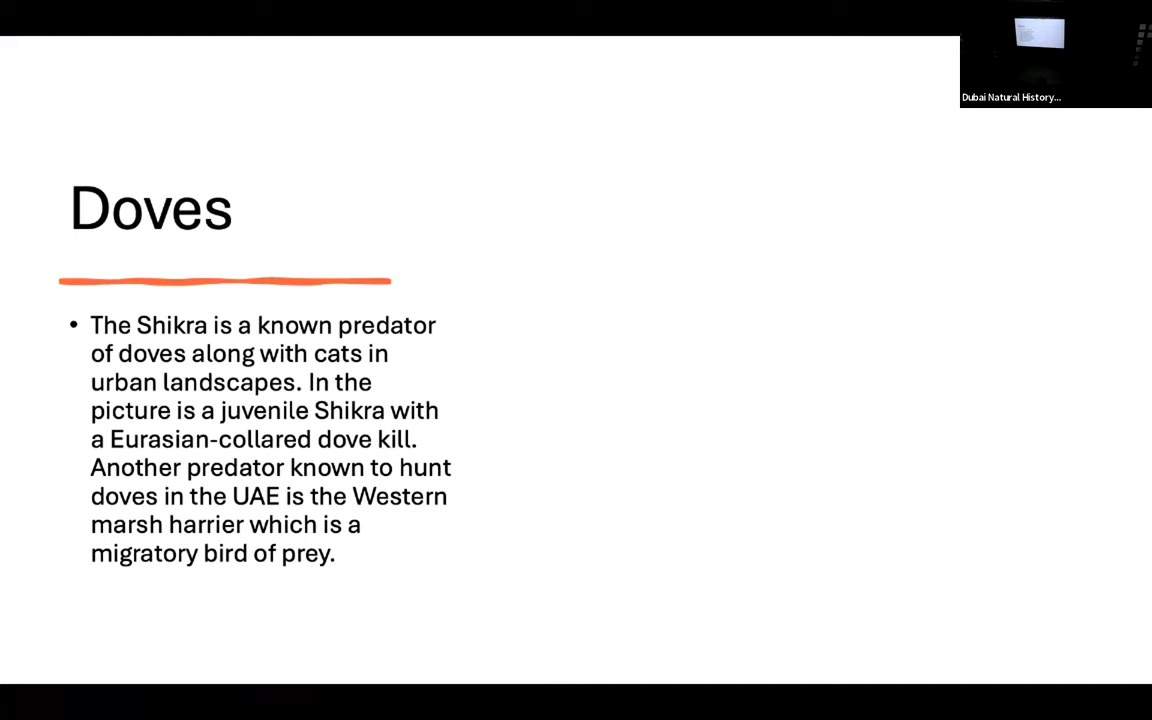 Dubai Natural History...
Doves
• The Shikra is a known predator
of doves along with cats in
urban landscapes. In the
picture is a juvenile Shikra with
a Eurasian-collared dove kill.
Another predator known to hunt
doves in the UAE is the Western
marsh harrier which is a
migratory bird of prey.